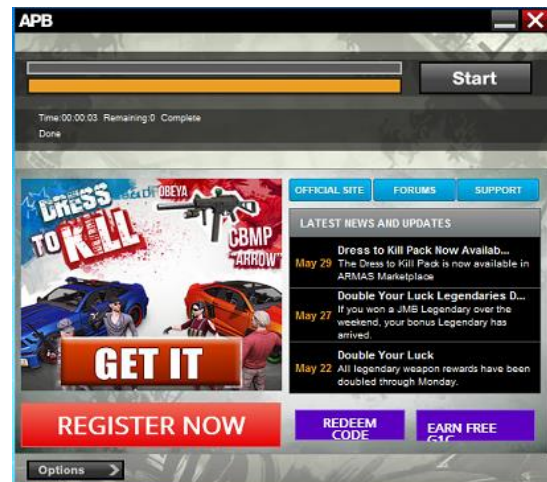 APB
Start
Time:00:00.03 Remaining:0 Complete
Done
DRESS
TO KILL
OBEYA
CBMP
"ARROW"
GET IT
REGISTER NOW
OFFICIAL SITE
FORUMS
SUPPORT
LATEST NEWS AND UPDATES
May 29
Dress to Kill Pack Now Availab...
The Dress to Kill Pack is now available in
ARMAS Marketplace
May 27
Double Your Luck Legendaries D...
If you won a JMB Legendary over the
weekend, your bonus Legendary has
arrived.
May 22
Double Your Luck
All legendary weapon rewards have been
doubled through Monday.
REDEEM
CODE
EARN FREE
G1C
Options